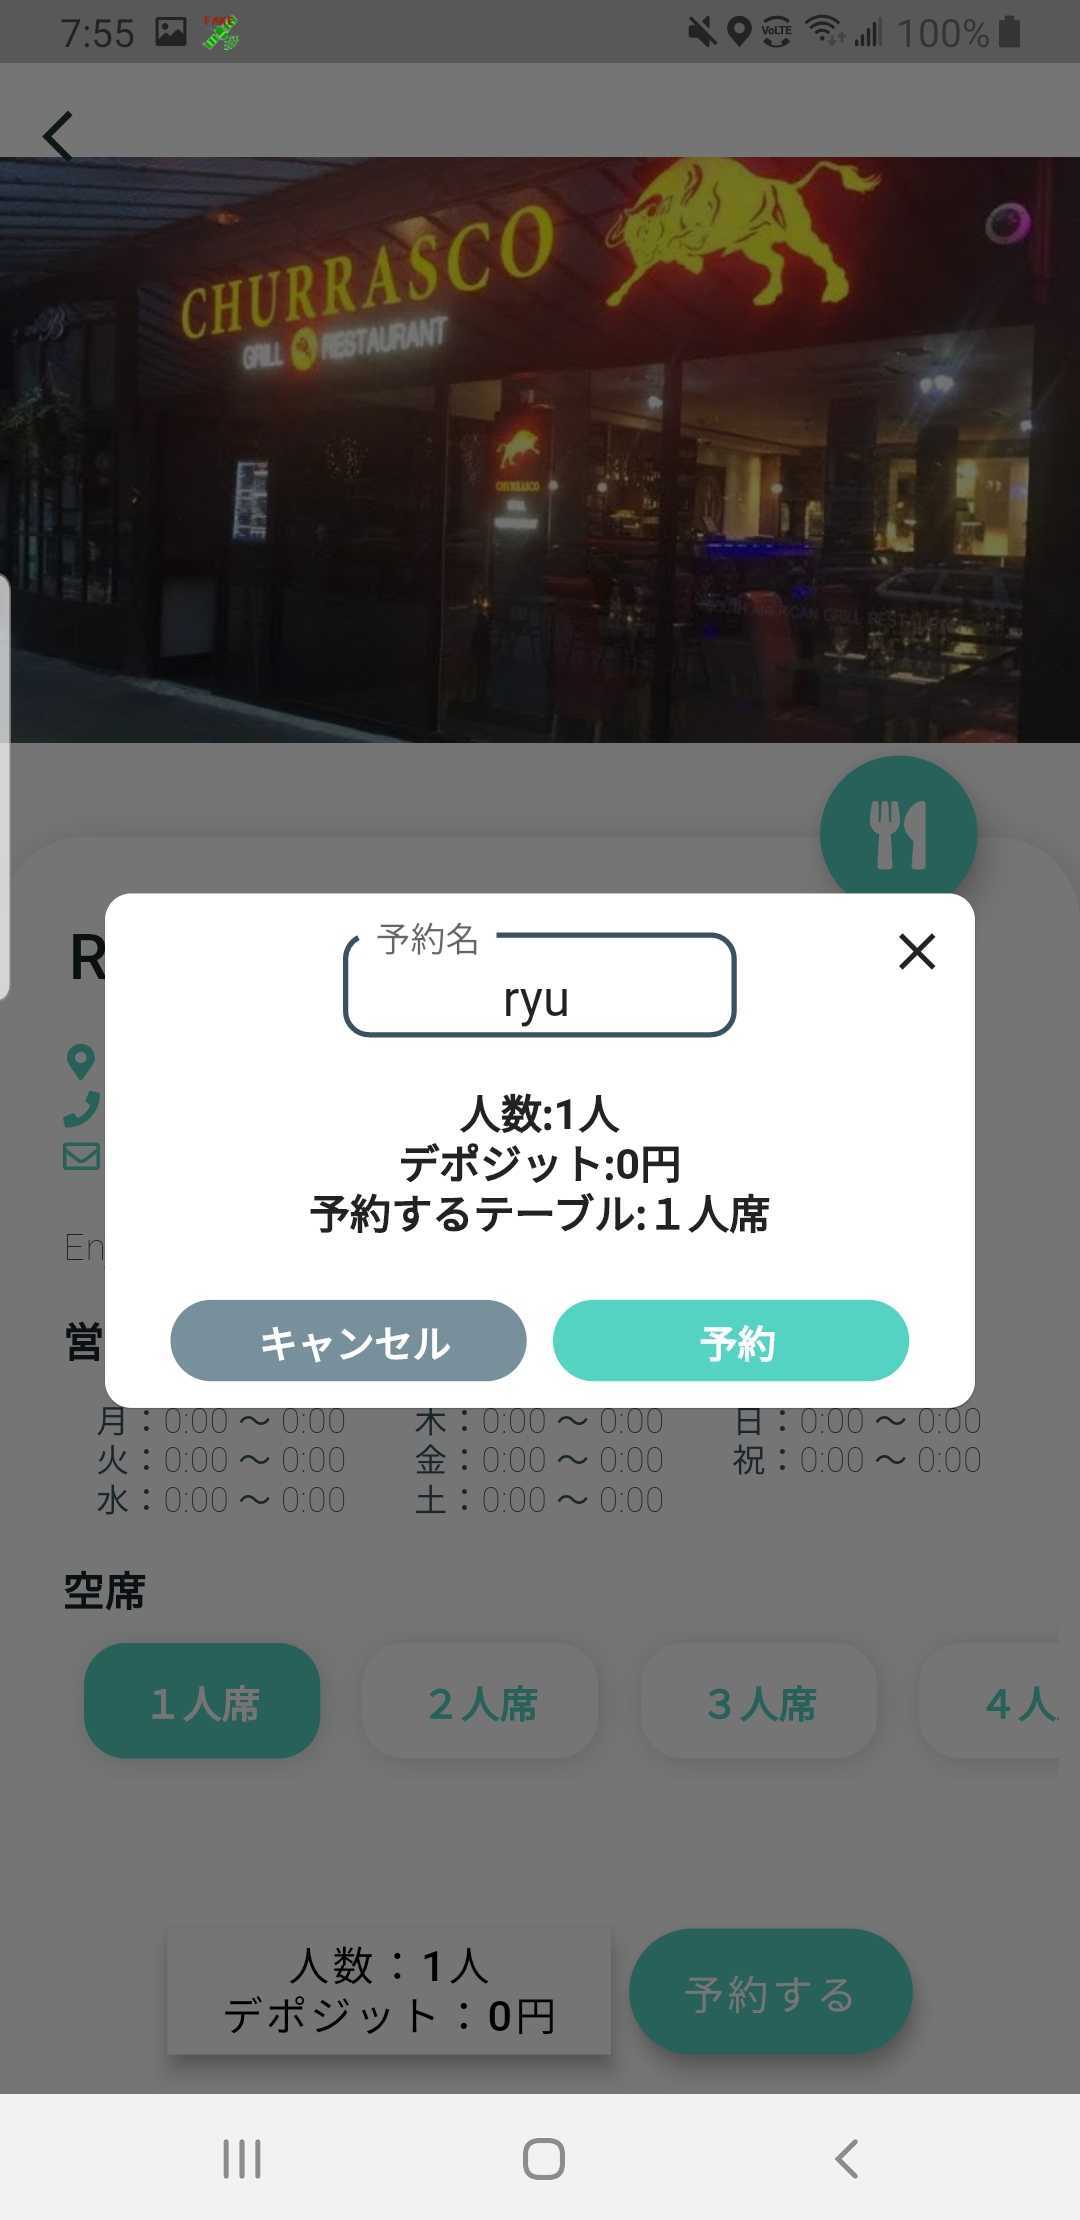 7:55
FAKE
VoLTE
100%
CHURRASCO
GRILL RESTAURANT
CHURRASCO
R
予約名
ryu
人数:1人
デポジット:0円
予約するテーブル:１人席
En
キャンセル
予約
営
月：0:00 〜 0:00
木：0:00 〜 0:00
日：0:00 〜 0:00
火：0:00 〜 0:00
金：0:00 〜 0:00
祝：0:00 〜 0:00
水：0:00 〜 0:00
土：0:00 〜 0:00
空席
１人席
２人席
３人席
４人
人数：1人
デポジット：0円
予約する